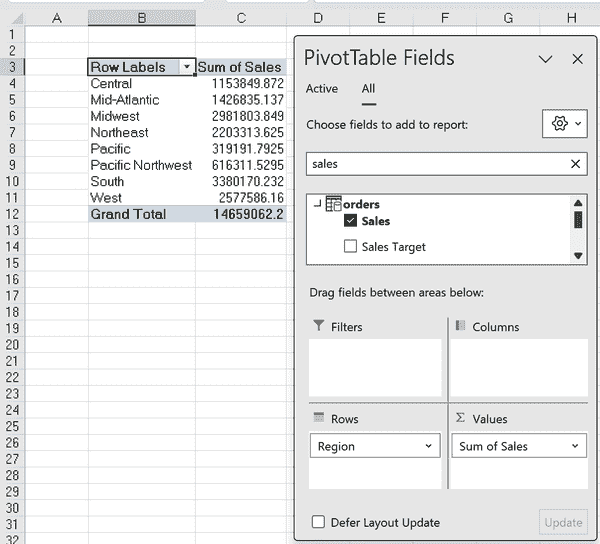 A B C D E F G H
1
2
3 Row Labels Sum of Sales
4 Central 1153849.872
5 Mid-Atlantic 1426835.137
6 Midwest 2981803.849
7 Northeast 2203313.625
8 Pacific 319191.7925
9 Pacific Northwest 616311.5295
10 South 3380170.232
11 West 2577586.16
12 Grand Total 14659062.2
13
14
15
16
17
18
19
20
21
22
23
24
25
26
27
28
29
30
31
32
PivotTable Fields
Active All
Choose fields to add to report:
sales
orders
Sales
Sales Target
Drag fields between areas below:
Filters Columns
Rows Σ Values
Region Sum of Sales
Defer Layout Update Update